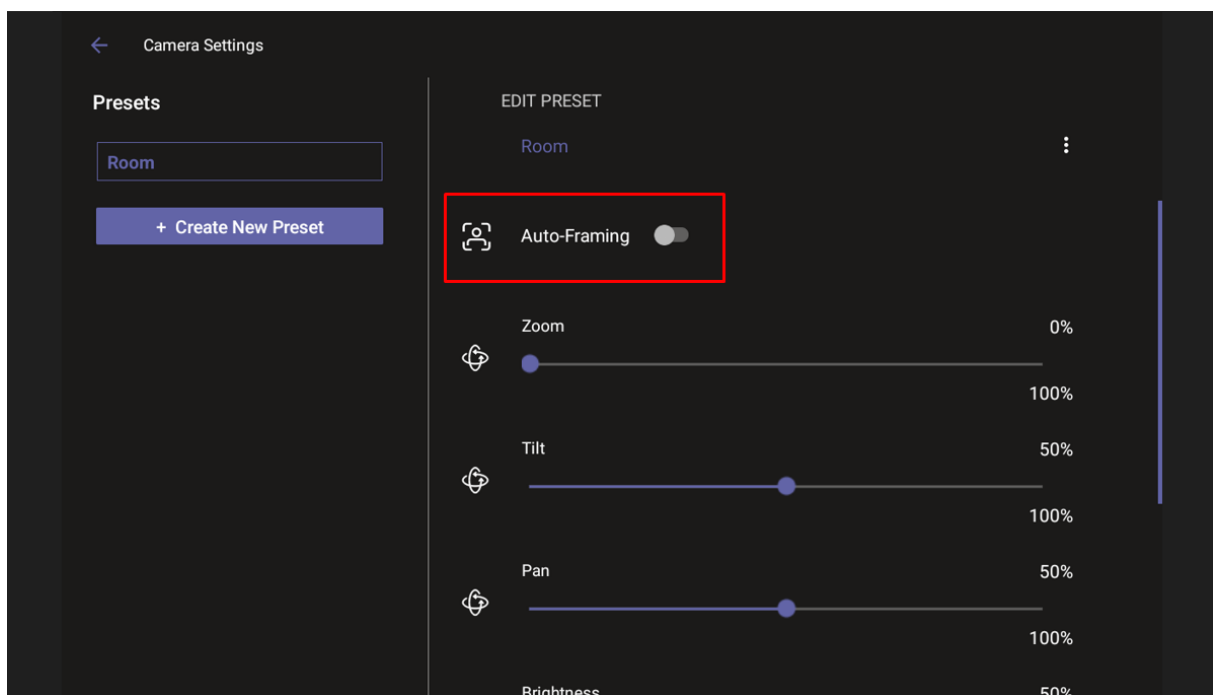 Camera Settings
Presets
Room
+ Create New Preset
EDIT PRESET
Room
Auto-Framing
Zoom 0%
100%
Tilt 50%
100%
Pan 50%
100%
Brightness 50%